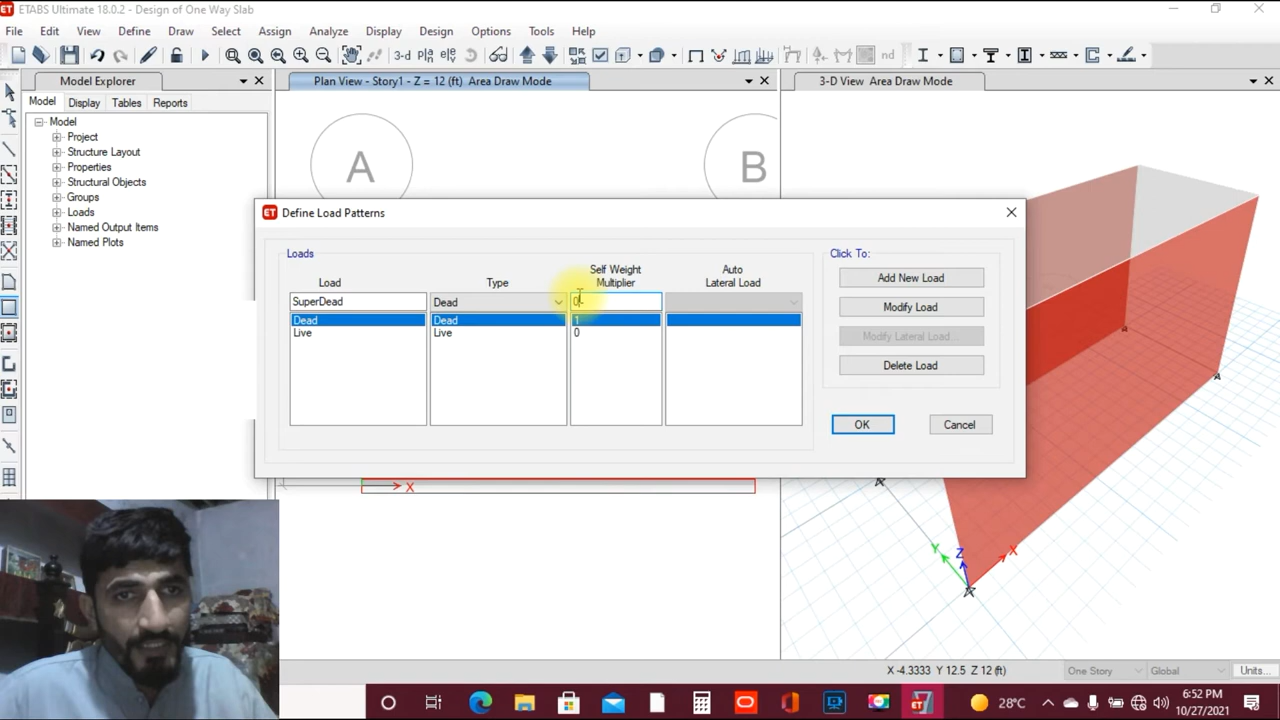 ETABS Ultimate 18.0.2 - Design of One Way Slab
File Edit View Define Draw Select Assign Analyze Display Design Options Tools Help
3-d nd
Model Explorer
Plan View - Story1 - Z = 12 (ft) Area Draw Mode
3-D View Area Draw Mode
Model Display Tables Reports
Model
Project
Structure Layout
Properties
Structural Objects
Groups
Loads
Named Output Items
Named Plots
A
B
Define Load Patterns
Loads
Click To:
Load
Type
Self Weight
Multiplier
Auto
Lateral Load
SuperDead Dead 0
Dead Dead 1
Live Live 0
Add New Load
Modify Load
Modify Lateral Load...
Delete Load
OK
Cancel
X
Y Z X
X -4.3333 Y 12.5 Z 12 (ft)
One Story
Global
Units...
28°C
6:52 PM
10/27/2021